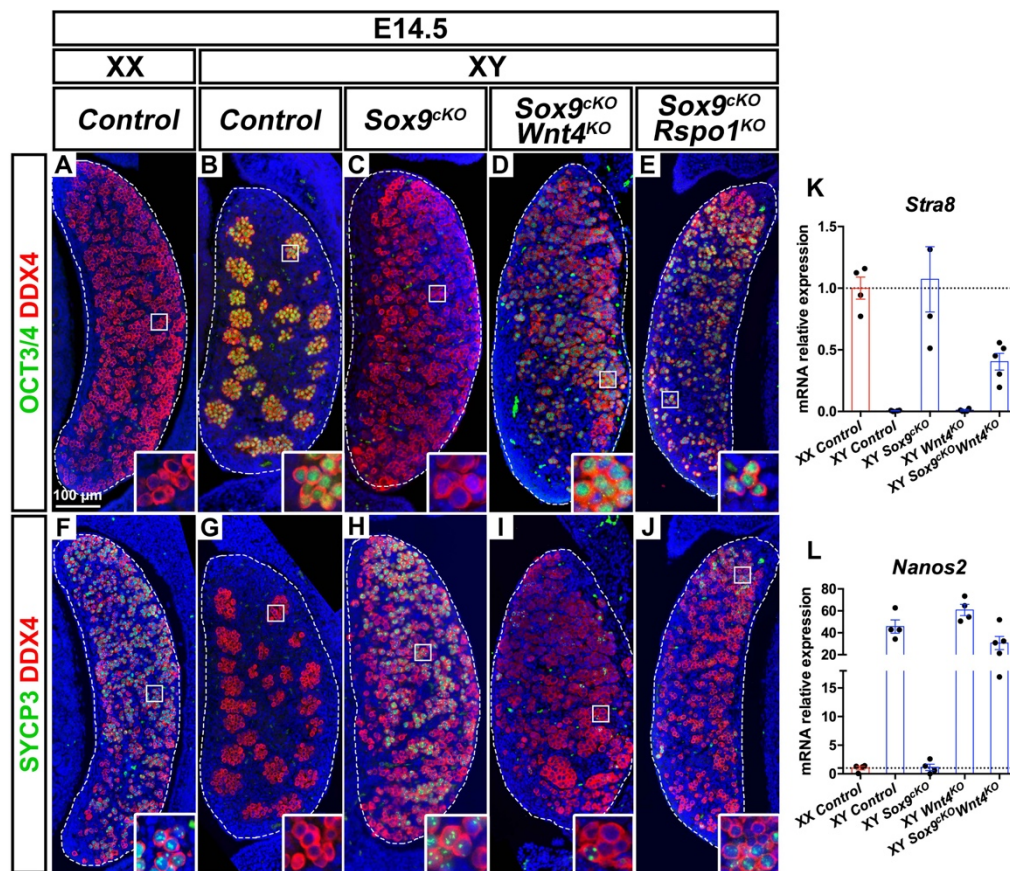 E14.5
XX
XY
Control
Control
Sox9cKO
Sox9cKO
Wnt4KO
Sox9cKO
Rspo1KO
OCT3/4 DDX4
A
B
C
D
E
100 µm
SYCP3 DDX4
F
G
H
I
J
K
Stra8
mRNA relative expression
1.5
1.0
0.5
0.0
XX Control
XY Control
XY Sox9cKO
XY Wnt4KO
XY Sox9cKOWnt4KO
L
Nanos2
mRNA relative expression
80
60
40
20
6
4
2
0
XX Control
XY Control
XY Sox9cKO
XY Wnt4KO
XY Sox9cKOWnt4KO